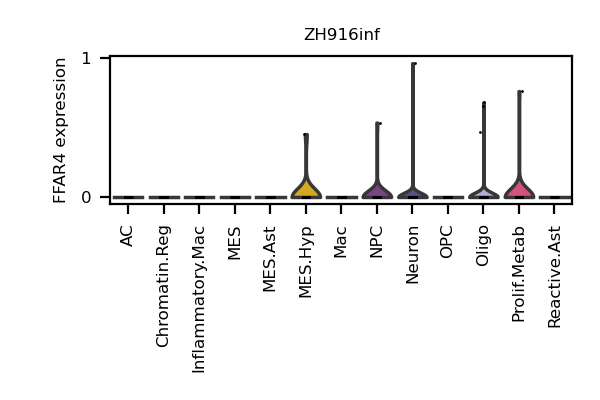 ZH916inf
FFAR4 expression
1
0
AC
Chromatin.Reg
Inflammatory.Mac
MES
MES.Ast
MES.Hyp
Mac
NPC
Neuron
OPC
Oligo
Prolif.Metab
Reactive.Ast